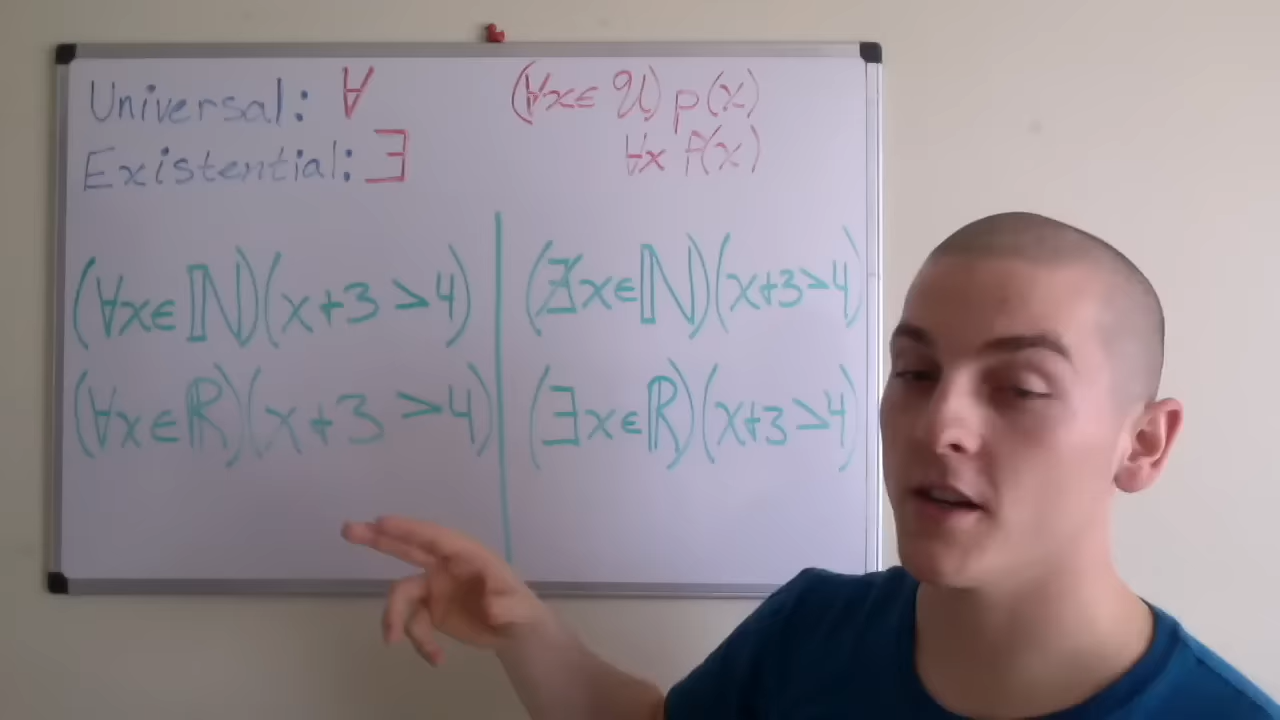 Universal: ∀
Existential: ∃
(∀x∈ 𝒰) p(x)
∀x f(x)
(∀x∈ ℕ)(x+3 >4)
(∀x∈ℝ)(x+3 >4)
(∄x∈ℕ)(x+3>4)
(∃x∈ℝ)(x+3>4)